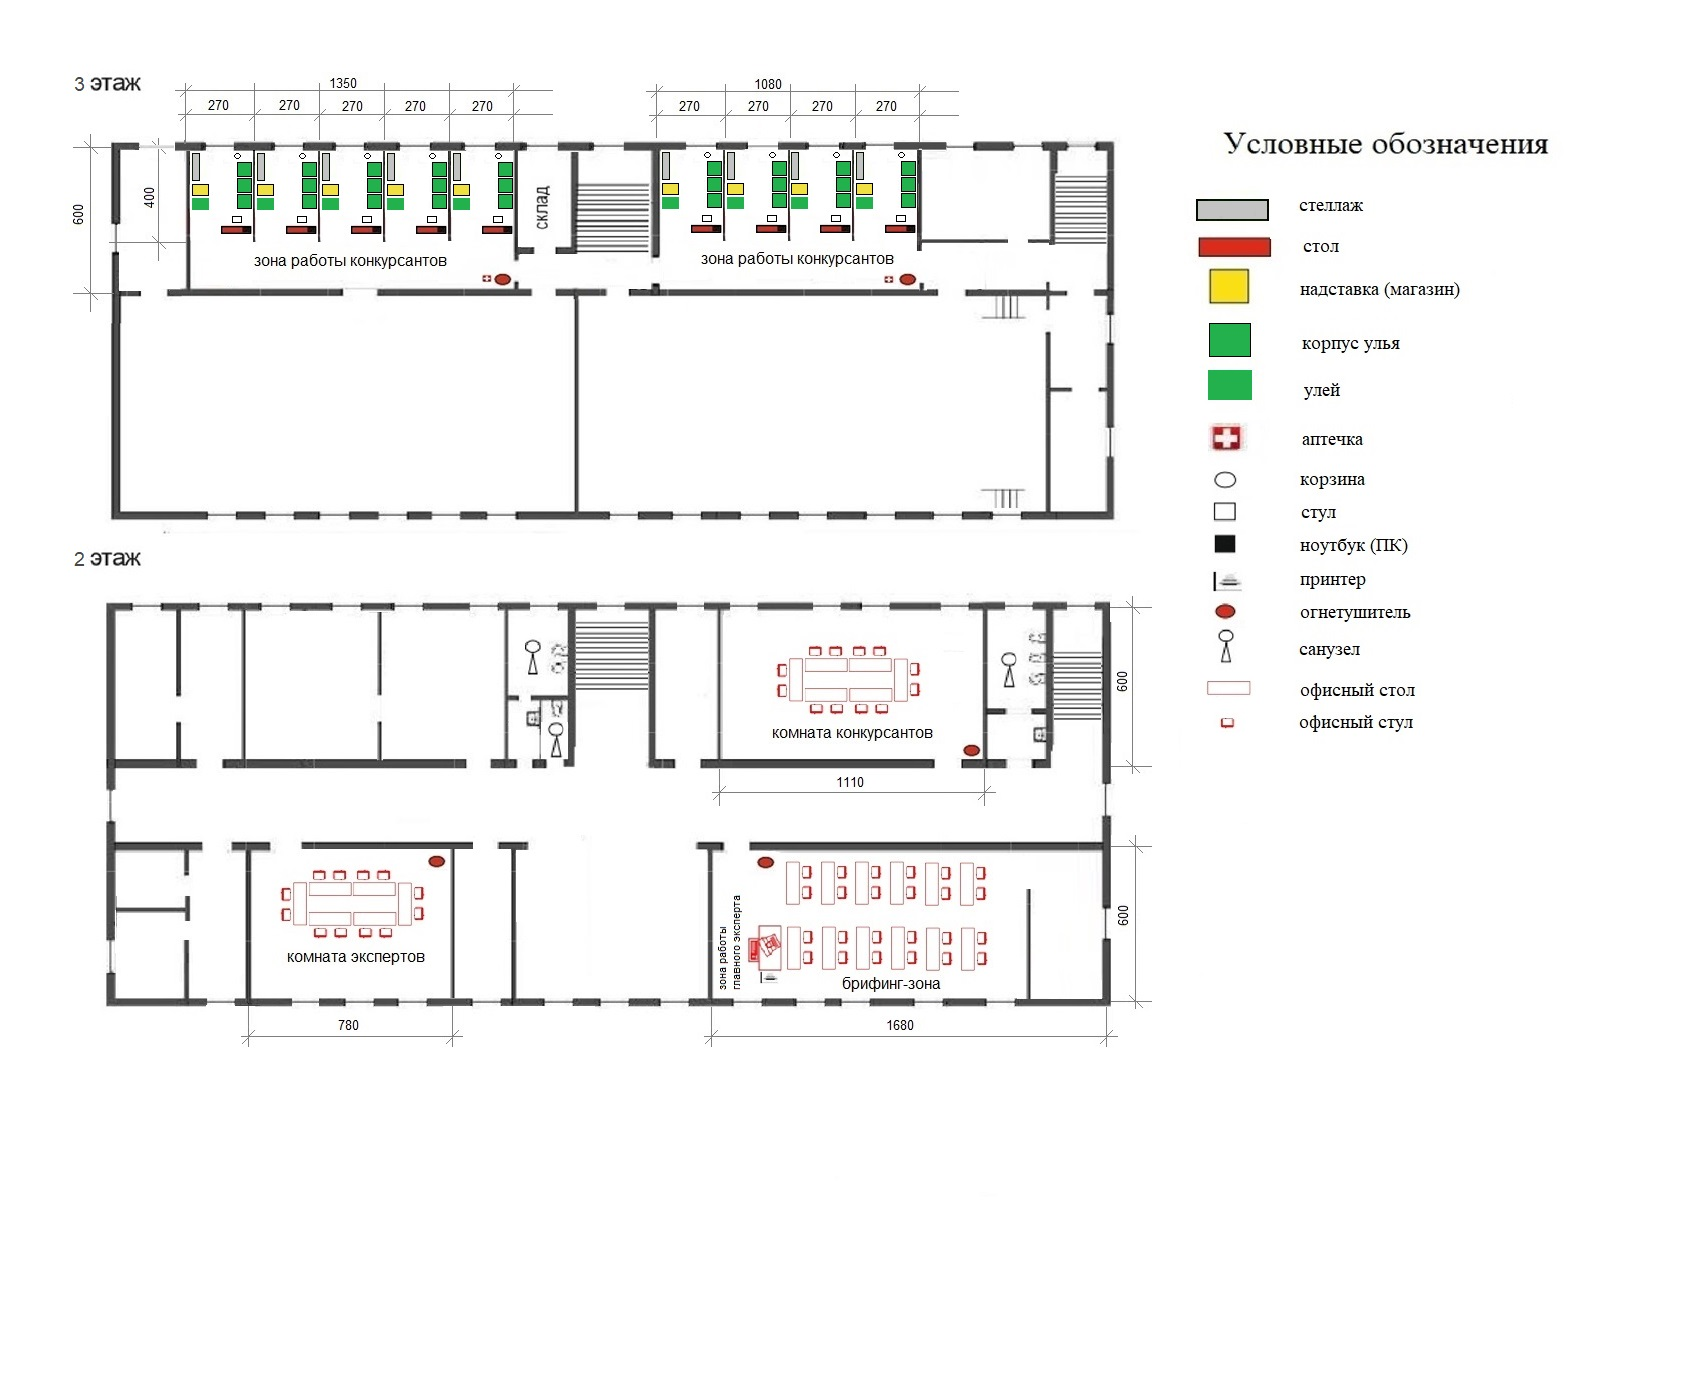 3 этаж
1350
270 270 270 270 270
1080
270 270 270 270
600
400
склад
зона работы конкурсантов
зона работы конкурсантов
2 этаж
600
комната конкурсантов
1110
комната экспертов
780
зона работы
главного эксперта
брифинг-зона
600
1680
Условные обозначения
стеллаж
стол
надставка (магазин)
корпус улья
улей
аптечка
корзина
стул
ноутбук (ПК)
принтер
огнетушитель
санузел
офисный стол
офисный стул